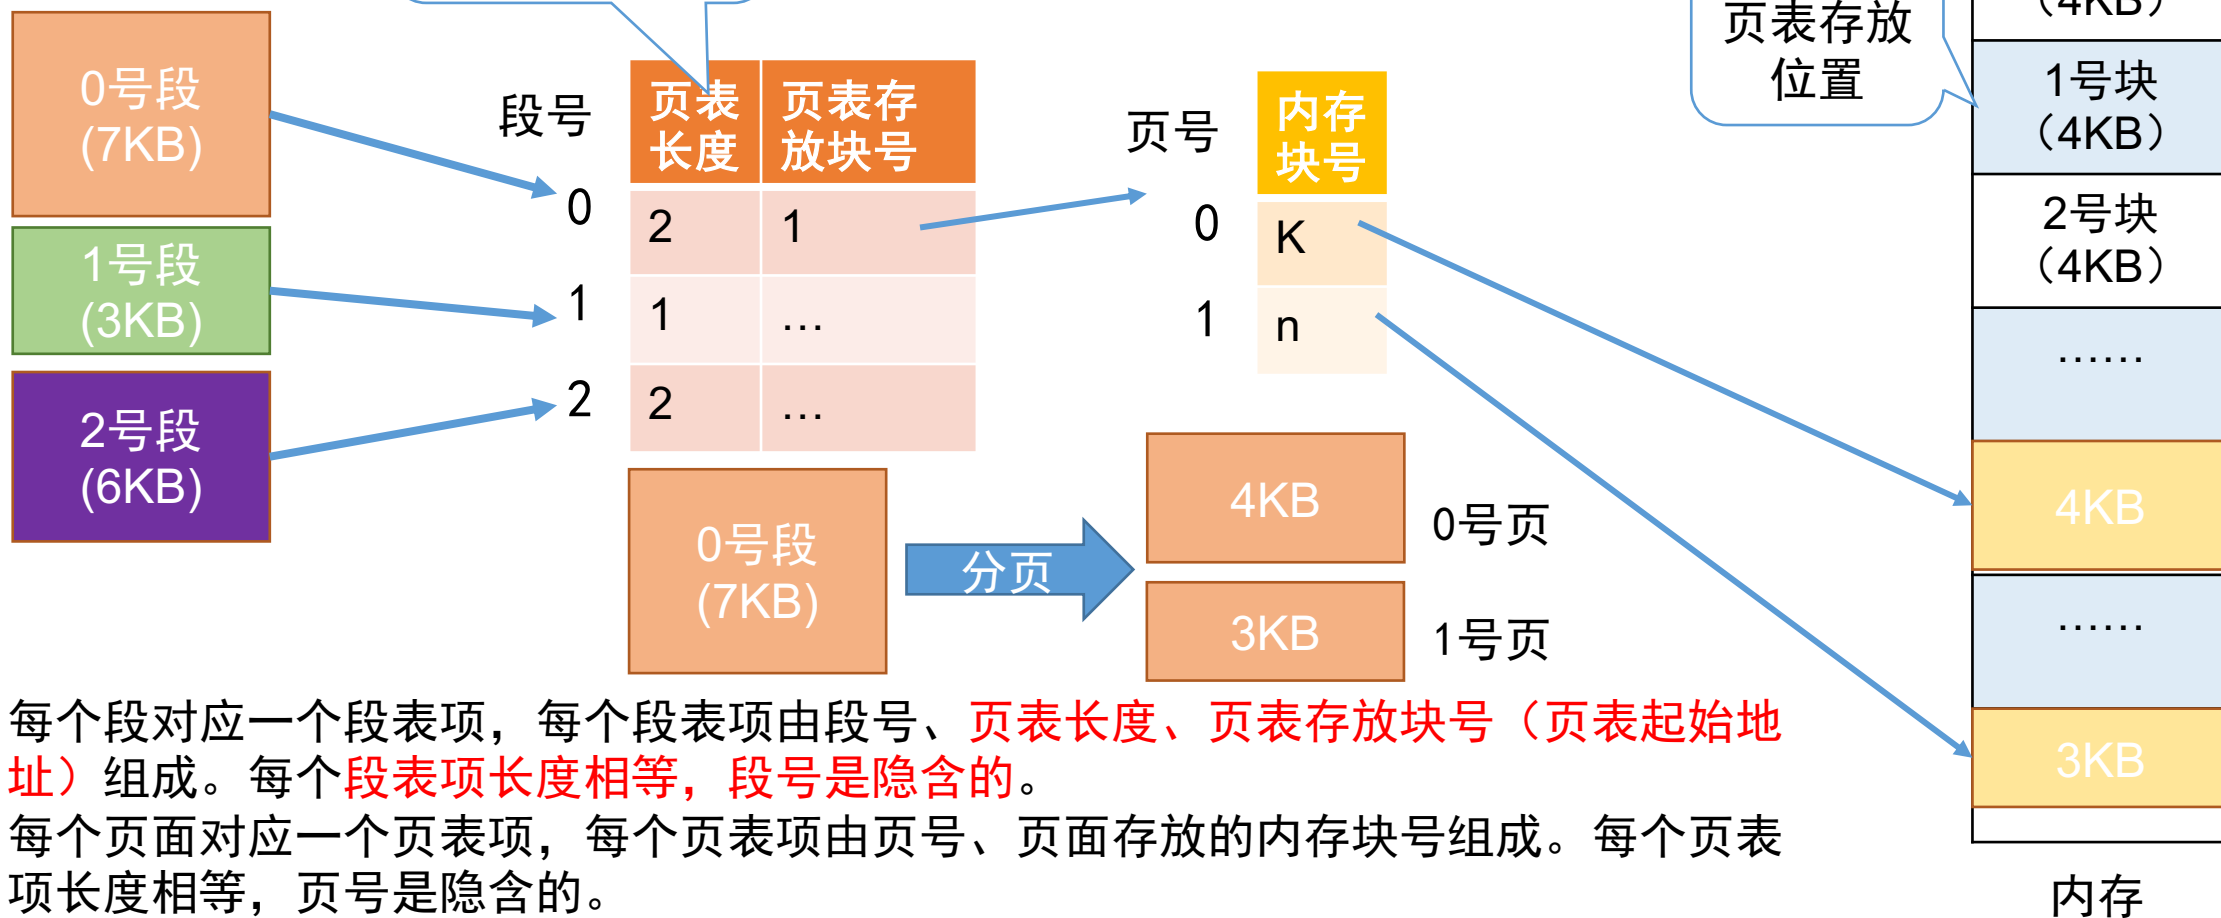 0号段
(7KB)
1号段
(3KB)
2号段
(6KB)
段号
页表
长度
页表存
放块号
0
2
1
1
1
…
2
2
…
页号
内存
块号
0
K
1
n
0号段
(7KB)
分页
4KB
0号页
3KB
1号页
页表存放
位置
（4KB）
1号块
（4KB）
2号块
（4KB）
……
4KB
……
3KB
内存
每个段对应一个段表项，每个段表项由段号、页表长度、页表存放块号（页表起始地
址）组成。每个段表项长度相等，段号是隐含的。
每个页面对应一个页表项，每个页表项由页号、页面存放的内存块号组成。每个页表
项长度相等，页号是隐含的。